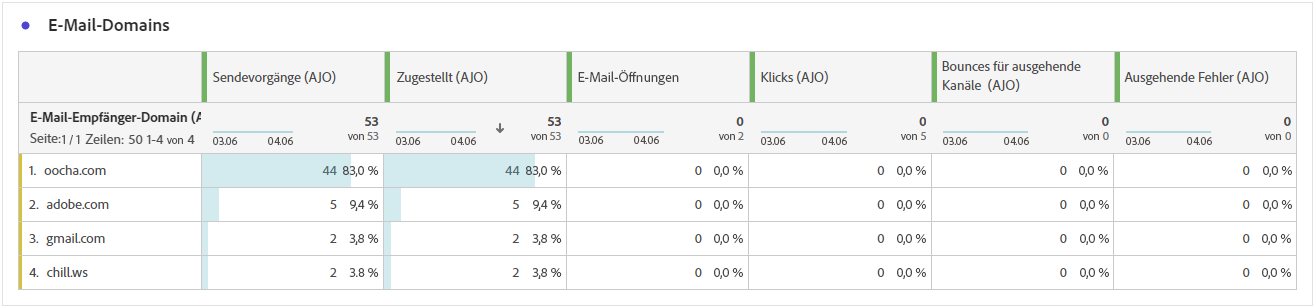 E-Mail-Domains
Sendevorgänge (AJO) Zugestellt (AJO) E-Mail-Öffnungen Klicks (AJO) Bounces für ausgehende Kanäle (AJO) Ausgehende Fehler (AJO)
E-Mail-Empfänger-Domain (A 53 53 0 0 0 0
Seite:1 / 1 Zeilen: 50 1-4 von 4 03.06 04.06 von 53 03.06 04.06 von 53 03.06 04.06 von 2 03.06 04.06 von 5 03.06 04.06 von 0 03.06 04.06 von 0
1. oocha.com 44 83,0 % 44 83,0 % 0 0,0 % 0 0,0 % 0 0,0 % 0 0,0 %
2. adobe.com 5 9,4 % 5 9,4 % 0 0,0 % 0 0,0 % 0 0,0 % 0 0,0 %
3. gmail.com 2 3,8 % 2 3,8 % 0 0,0 % 0 0,0 % 0 0,0 % 0 0,0 %
4. chill.ws 2 3.8 % 2 3,8 % 0 0,0 % 0 0,0 % 0 0,0 % 0 0,0 %